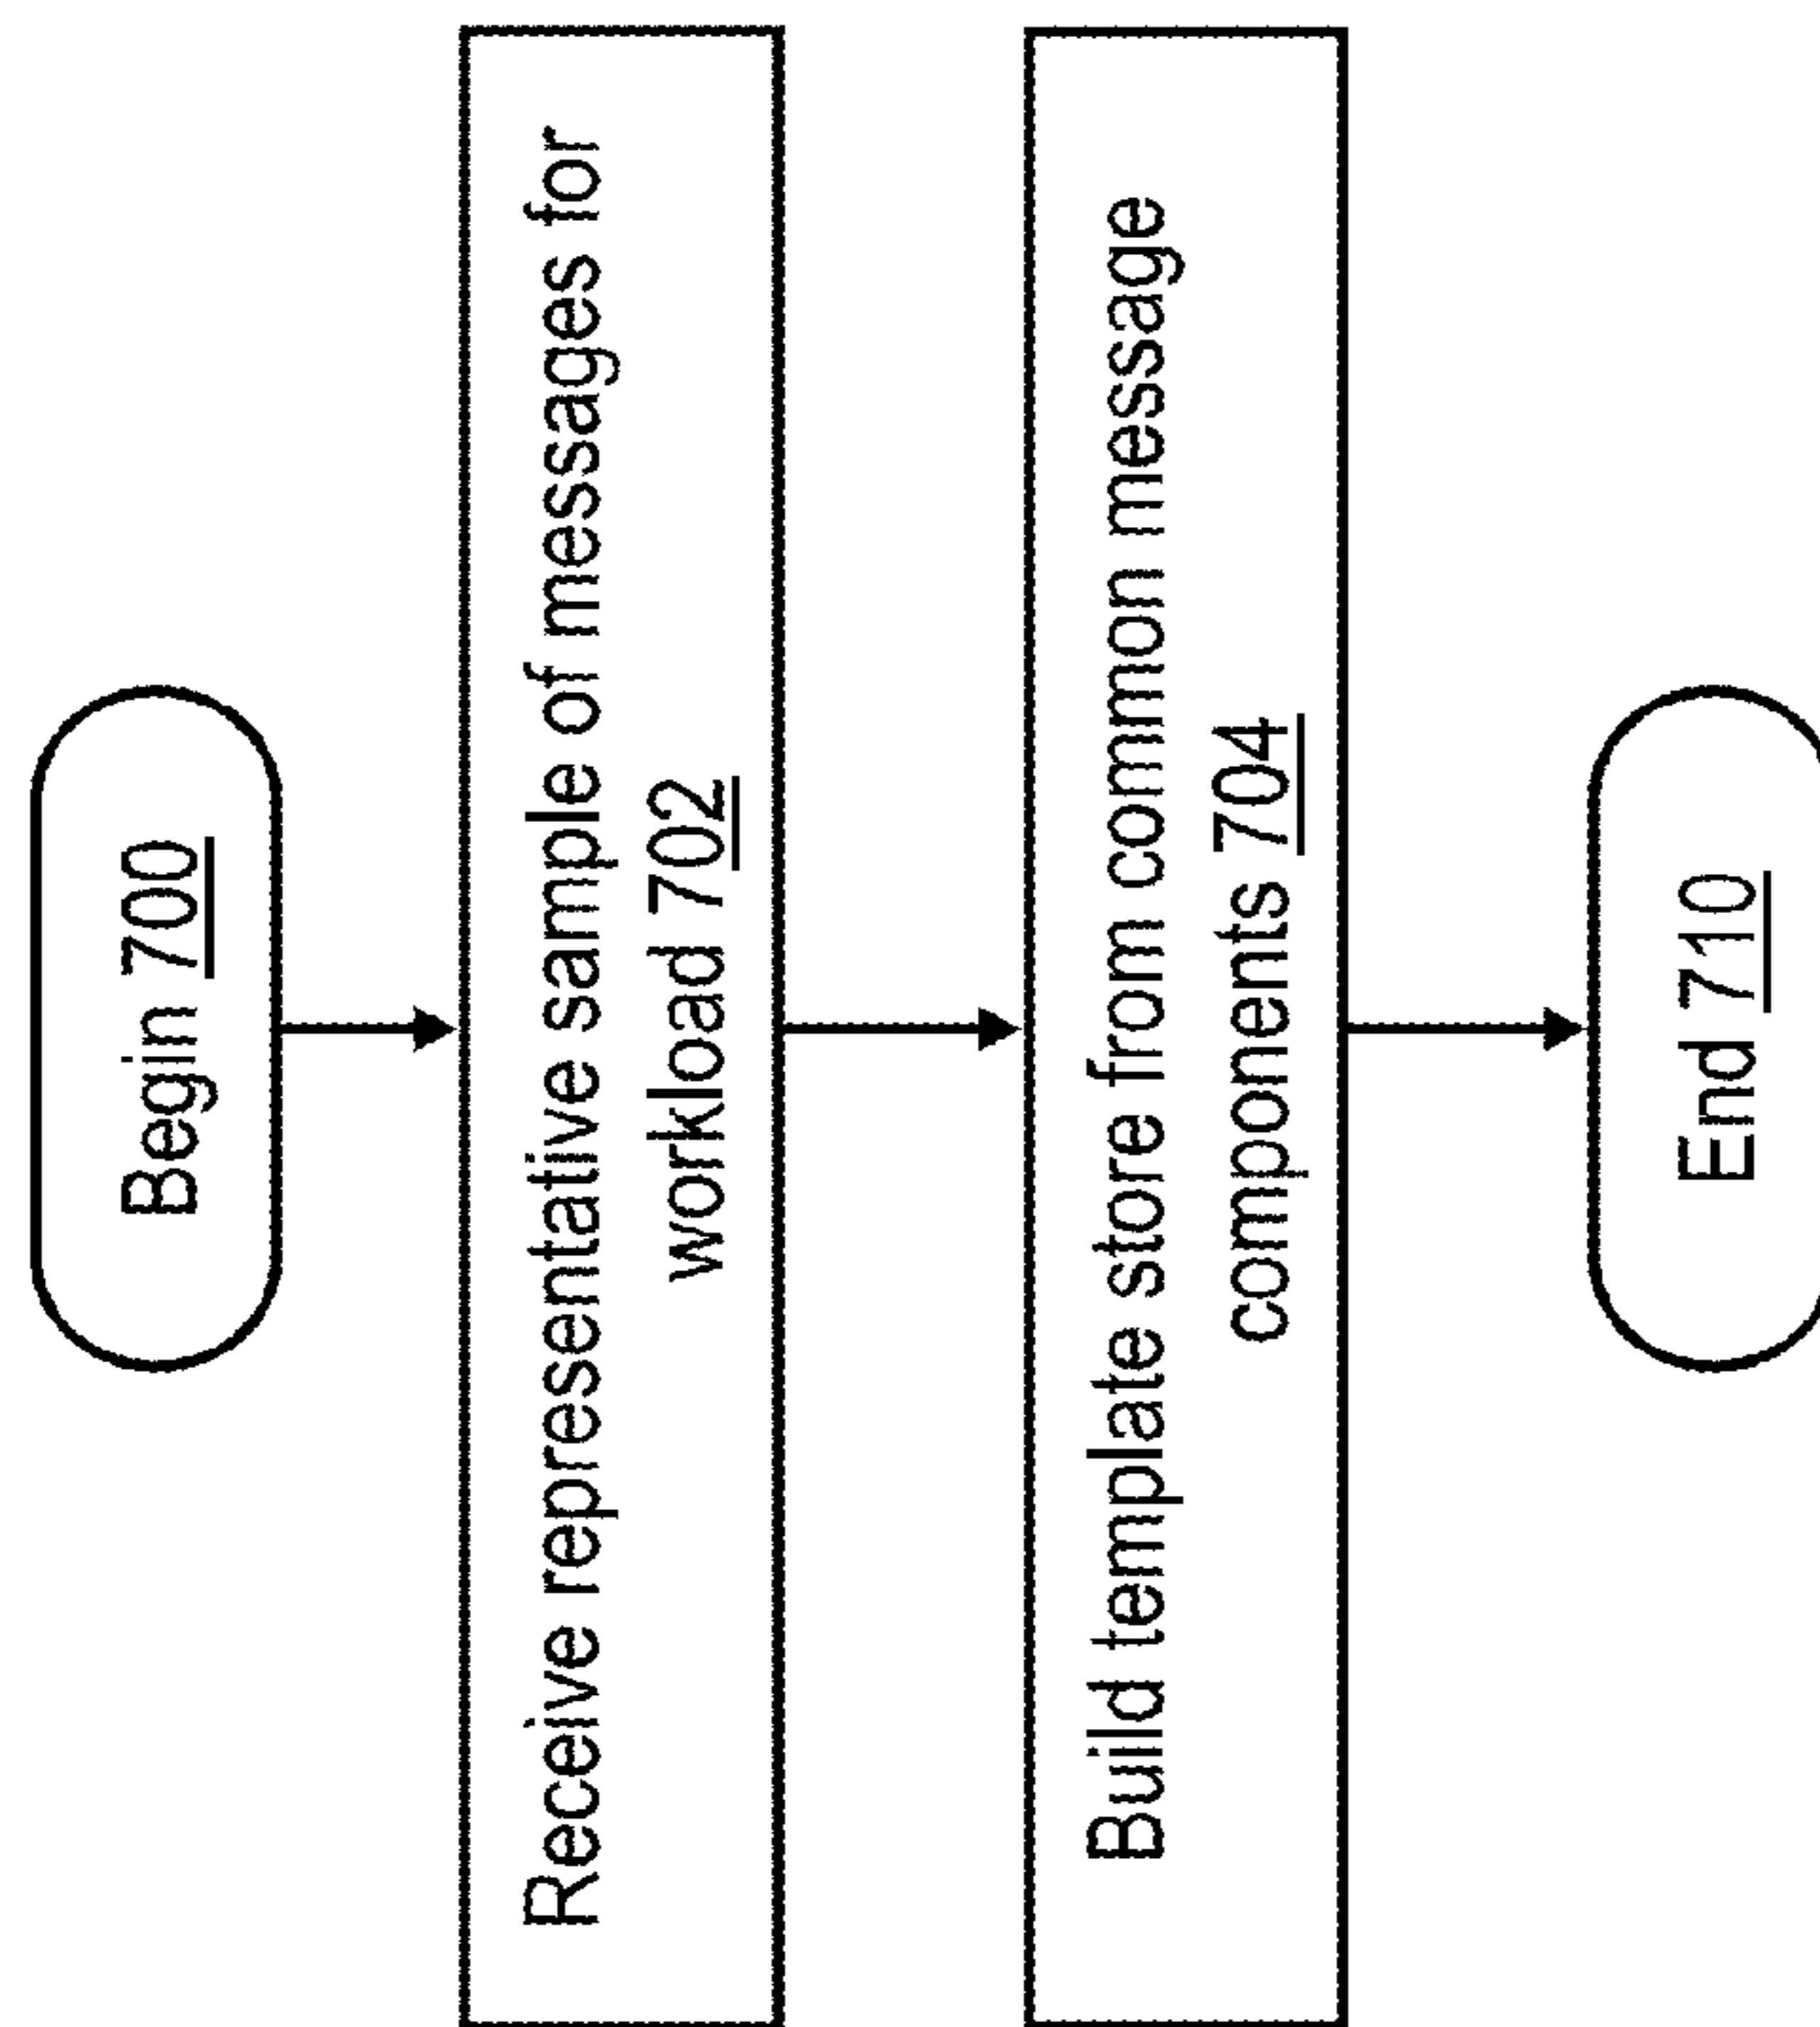 Begin 700
Receive representative sample of messages for
workload 702
Build template store from common message
components 704
End 710